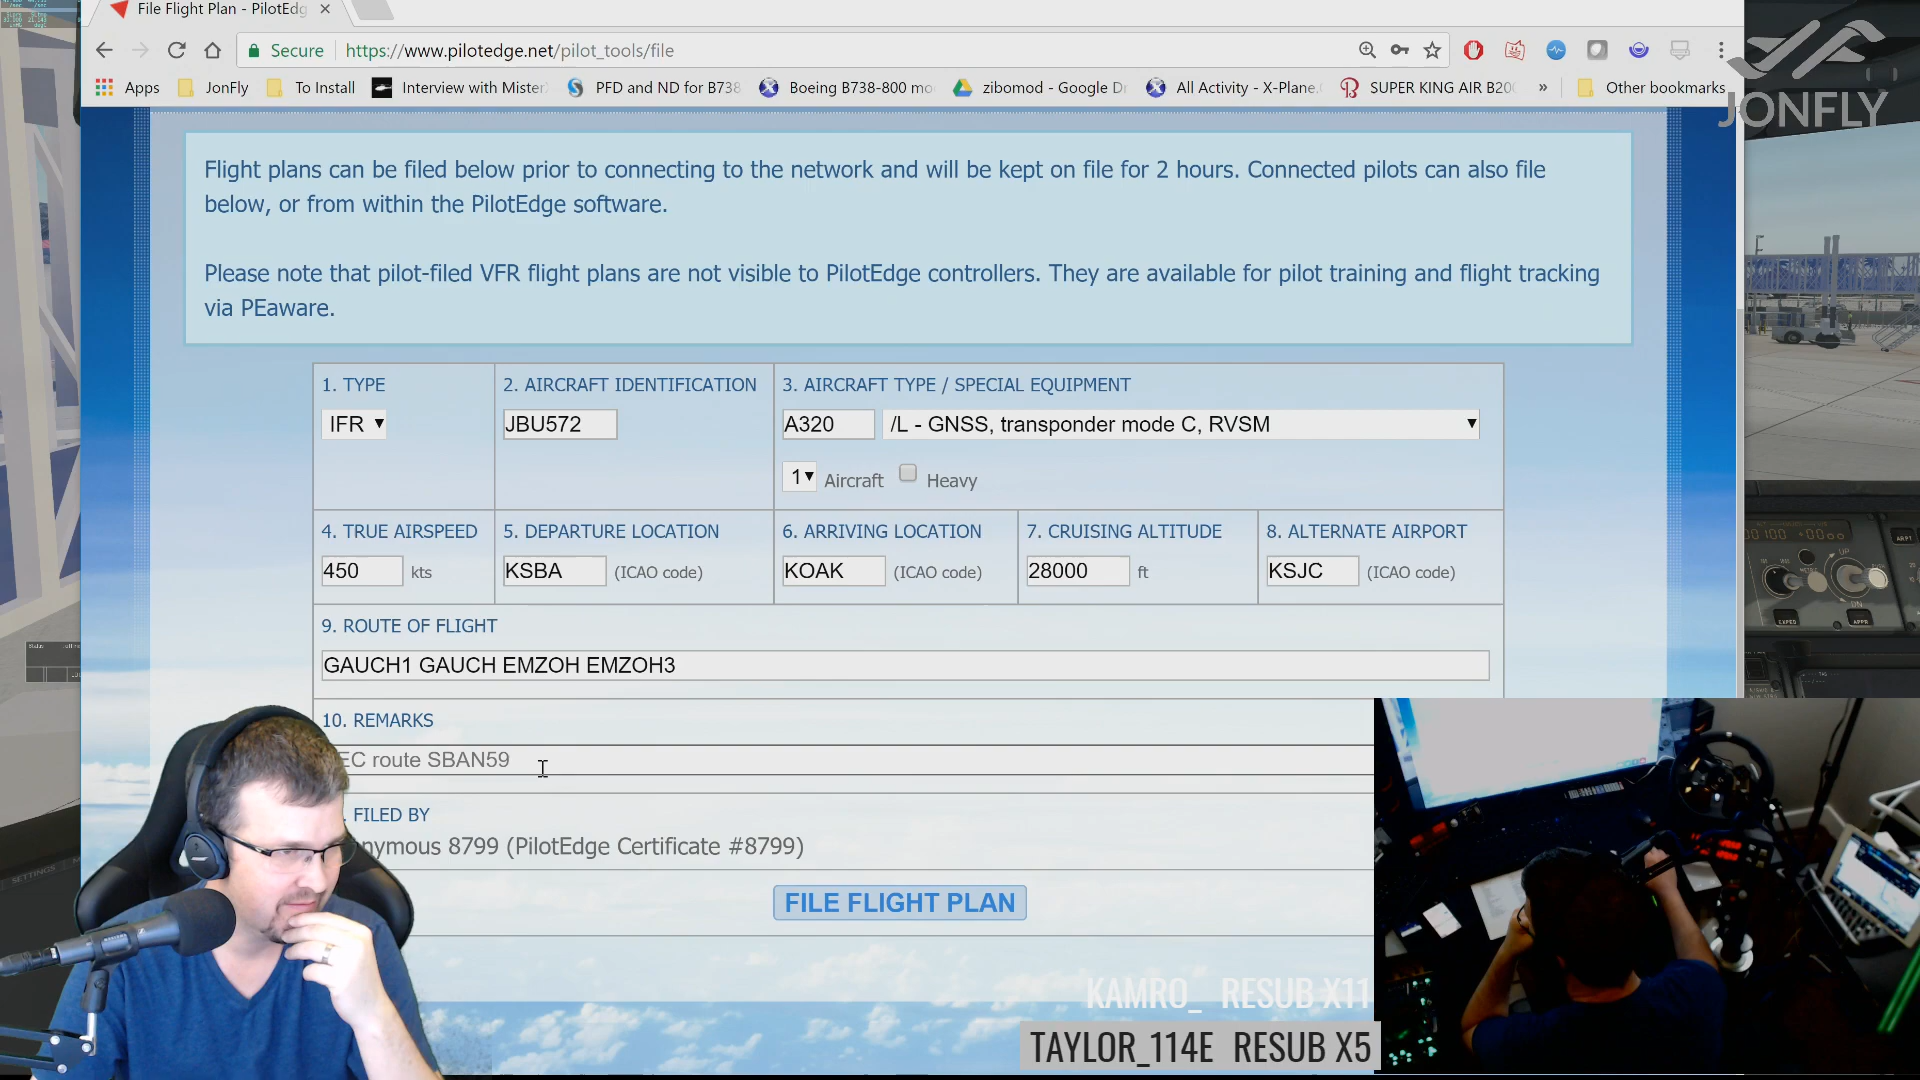 File Flight Plan - PilotEdg
Secure
https://www.pilotedge.net/pilot_tools/file
Apps
JonFly
To Install
Interview with Mister
PFD and ND for B738
Boeing B738-800 mo
zibomod - Google Dr
All Activity - X-Plane.
SUPER KING AIR B20
»
Other bookmarks
JONFLY
Flight plans can be filed below prior to connecting to the network and will be kept on file for 2 hours. Connected pilots can also file
below, or from within the PilotEdge software.
Please note that pilot-filed VFR flight plans are not visible to PilotEdge controllers. They are available for pilot training and flight tracking
via PEaware.
1. TYPE
IFR
2. AIRCRAFT IDENTIFICATION
JBU572
3. AIRCRAFT TYPE / SPECIAL EQUIPMENT
A320
/L - GNSS, transponder mode C, RVSM
1 Aircraft
Heavy
4. TRUE AIRSPEED
450 kts
5. DEPARTURE LOCATION
KSBA (ICAO code)
6. ARRIVING LOCATION
KOAK (ICAO code)
7. CRUISING ALTITUDE
28000 ft
8. ALTERNATE AIRPORT
KSJC (ICAO code)
9. ROUTE OF FLIGHT
GAUCH1 GAUCH EMZOH EMZOH3
10. REMARKS
EC route SBAN59
FILED BY
nymous 8799 (PilotEdge Certificate #8799)
FILE FLIGHT PLAN
KAMRO_ RESUB X11
TAYLOR_114E RESUB X5
SETTINGS
UP
DN
EXPED
APPR